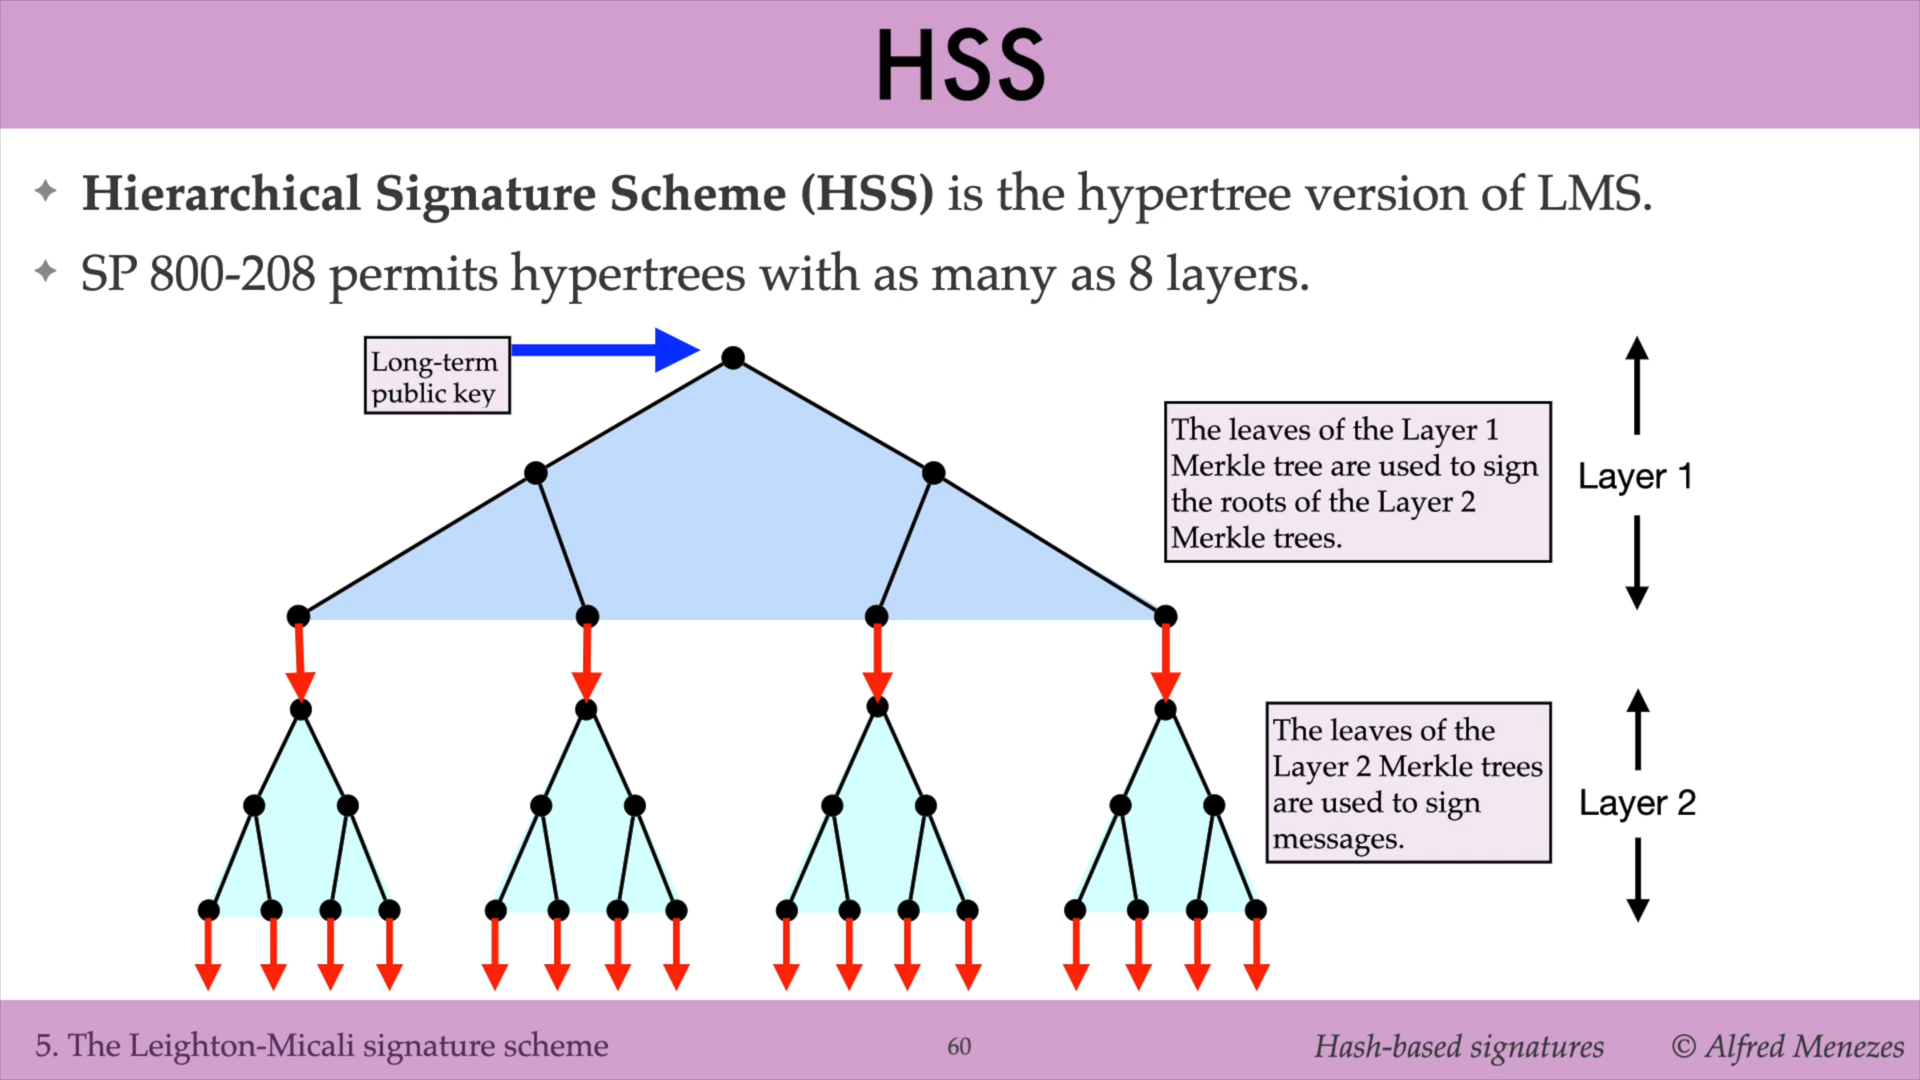 HSS
Hierarchical Signature Scheme (HSS) is the hypertree version of LMS.
SP 800-208 permits hypertrees with as many as 8 layers.
Long-term
public key
The leaves of the Layer 1
Merkle tree are used to sign
the roots of the Layer 2
Merkle trees.
Layer 1
The leaves of the
Layer 2 Merkle trees
are used to sign
messages.
Layer 2
5. The Leighton-Micali signature scheme
60
Hash-based signatures
© Alfred Menezes